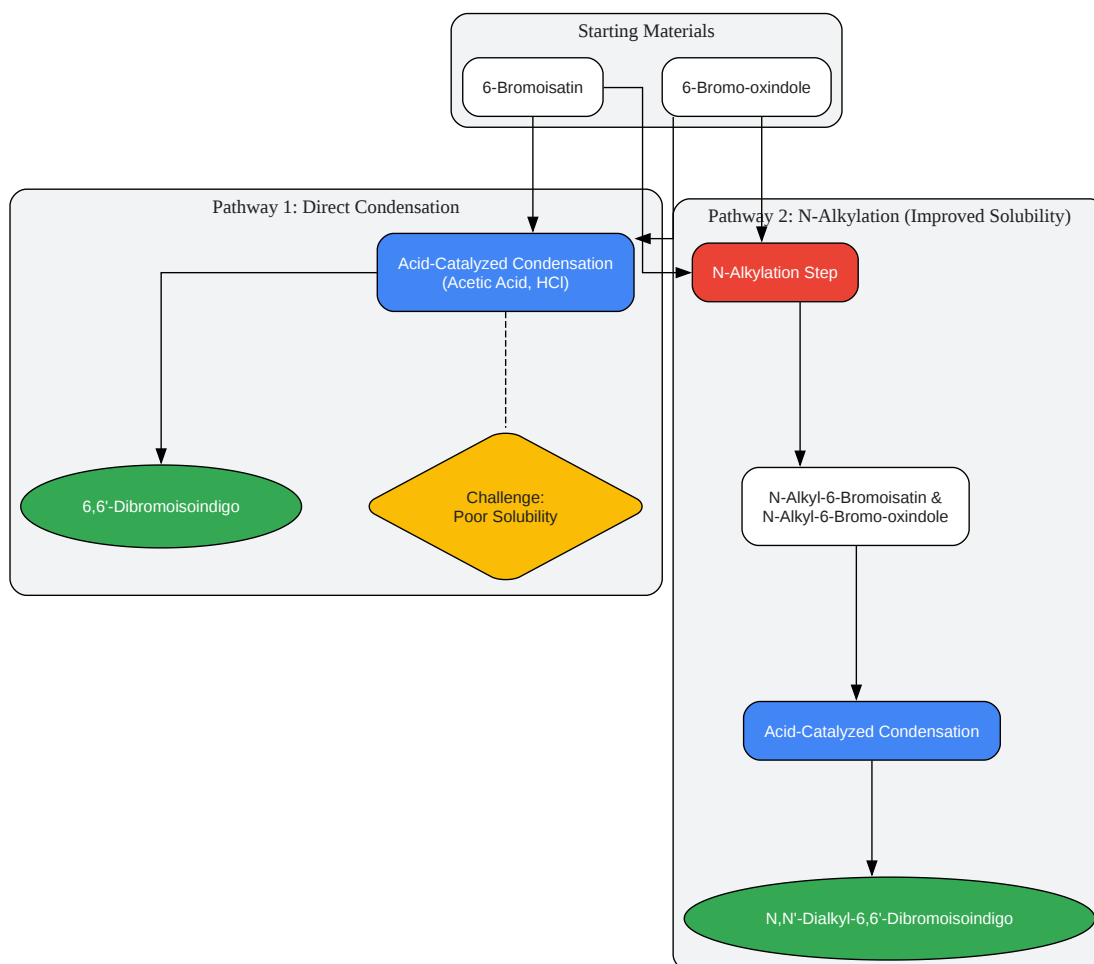 Starting Materials
6-Bromoisatin
6-Bromo-oxindole
Pathway 1: Direct Condensation
Acid-Catalyzed Condensation
(Acetic Acid, HCl)
6,6'-Dibromoisoindigo
Challenge:
Poor Solubility
Pathway 2: N-Alkylation (Improved Solubility)
N-Alkylation Step
N-Alkyl-6-Bromoisatin &
N-Alkyl-6-Bromo-oxindole
Acid-Catalyzed Condensation
N,N'-Dialkyl-6,6'-Dibromoisoindigo